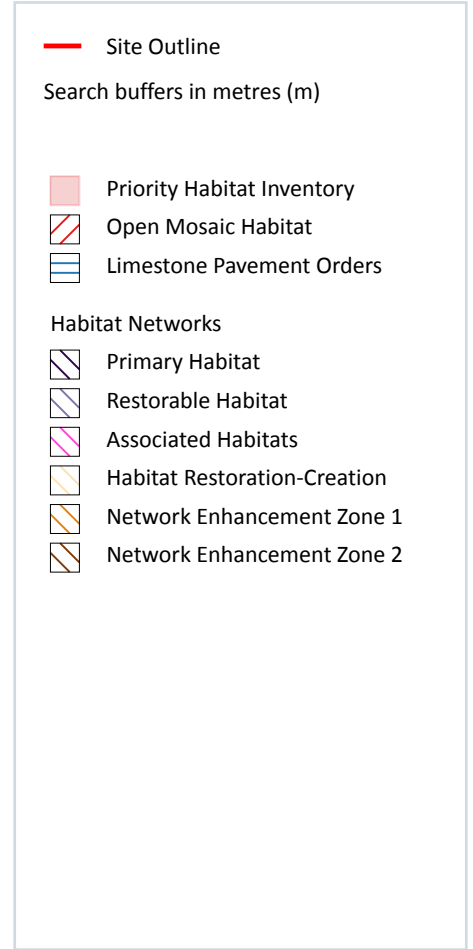 Site Outline
Search buffers in metres (m)
Priority Habitat Inventory
Open Mosaic Habitat
Limestone Pavement Orders
Habitat Networks
Primary Habitat
Restorable Habitat
Associated Habitats
Habitat Restoration-Creation
Network Enhancement Zone 1
Network Enhancement Zone 2